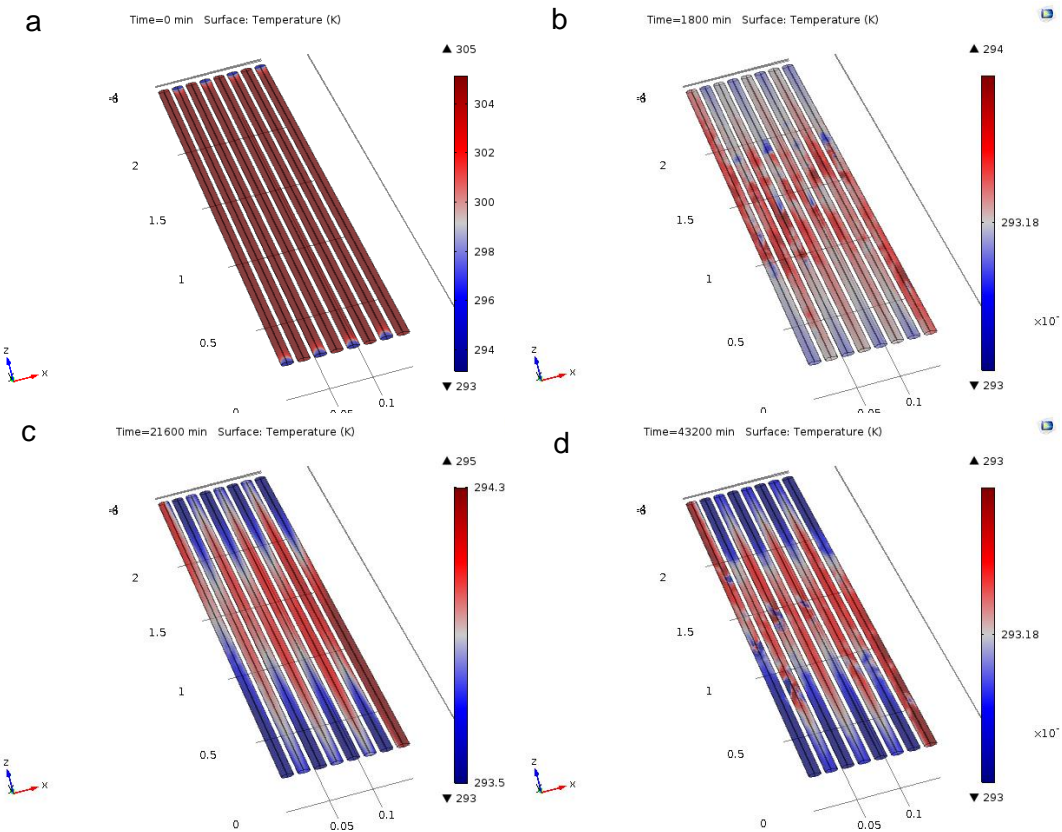 a
Time=0 min Surface: Temperature (K)
▲ 305
304
302
300
298
296
294
▼ 293
2
1.5
1
0.5
0
0.05
0.1
z
x
b
Time=1800 min Surface: Temperature (K)
▲ 294
293.18
▼ 293
2
1.5
1
0.5
0
0.05
0.1
z
x
c
Time=21600 min Surface: Temperature (K)
▲ 295
294.3
293.5
▼ 293
2
1.5
1
0.5
0
0.05
0.1
z
x
d
Time=43200 min Surface: Temperature (K)
▲ 293
293.18
▼ 293
2
1.5
1
0.5
0
0.05
0.1
z
x